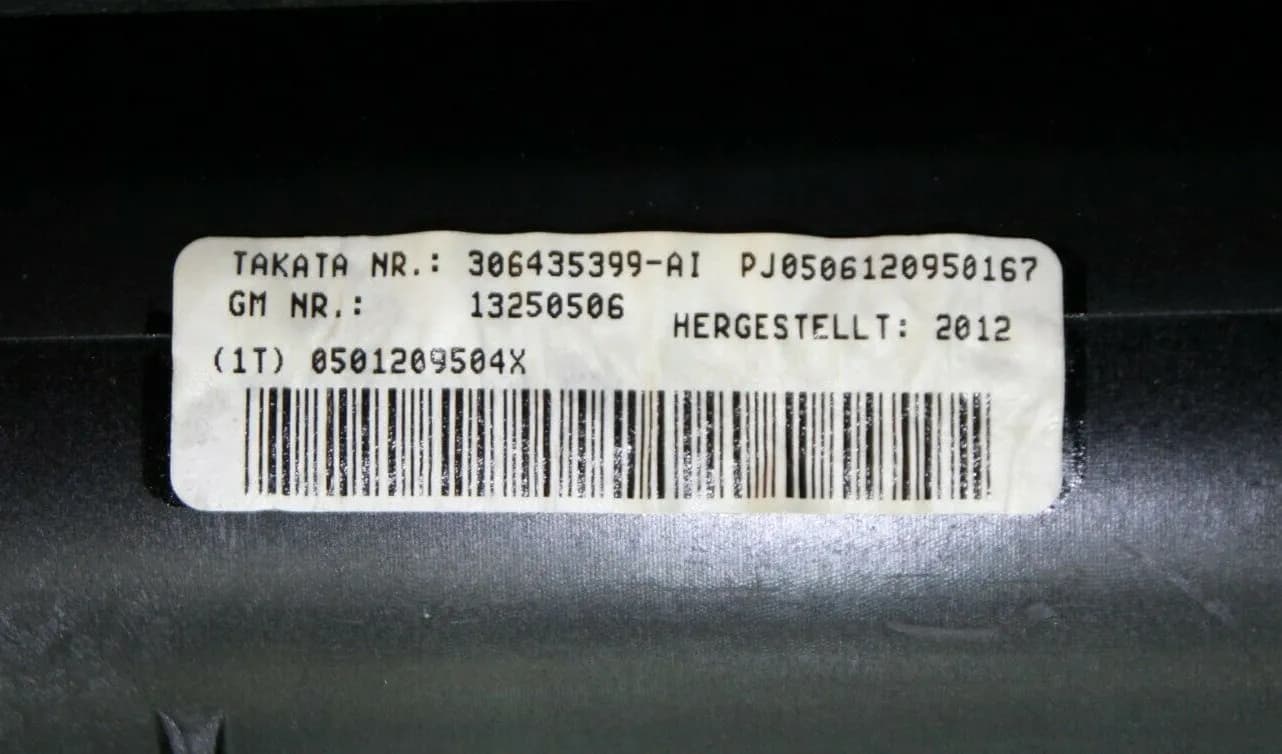 TAKATA NR.: 306435399-AI PJ0506120950167
GM NR.: 13250506
HERGESTELLT: 2012
(1T) 0501209504X